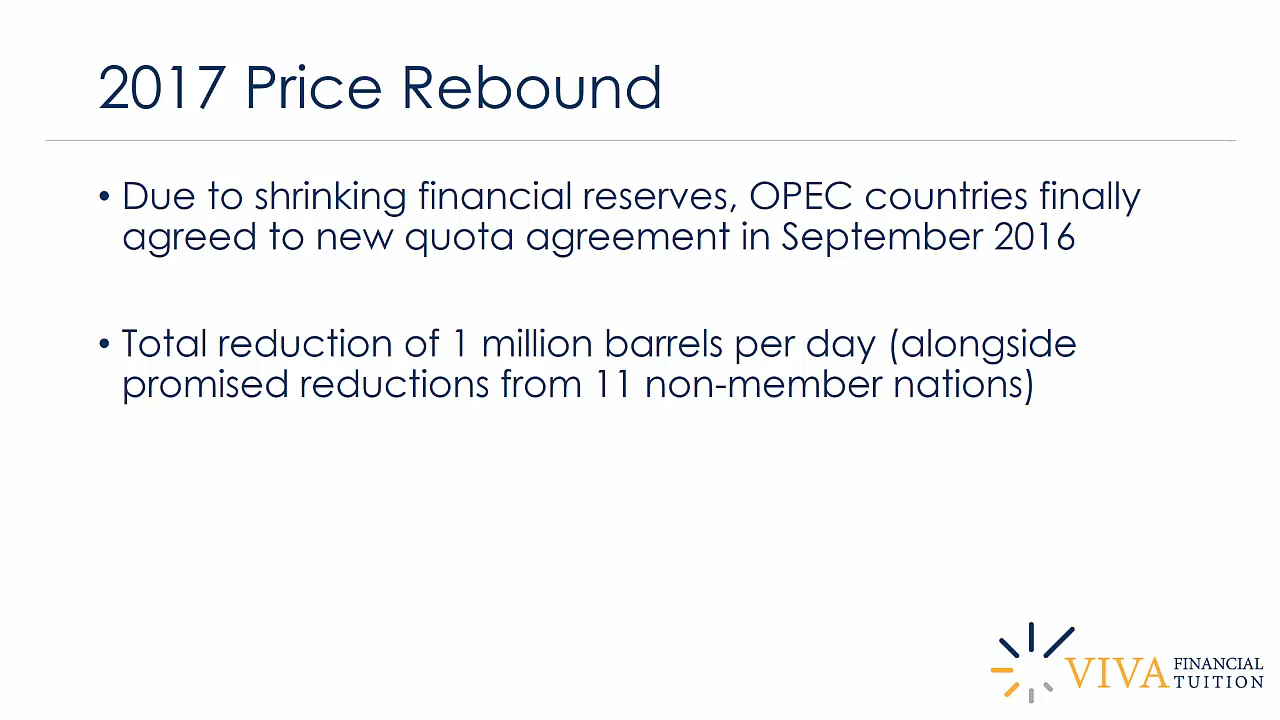 2017 Price Rebound
• Due to shrinking financial reserves, OPEC countries finally
agreed to new quota agreement in September 2016
• Total reduction of 1 million barrels per day (alongside
promised reductions from 11 non-member nations)
VIVA FINANCIAL
TUITION